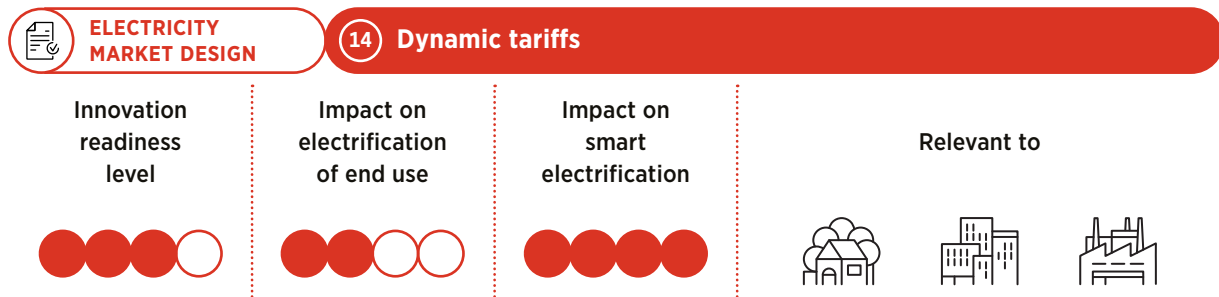 ELECTRICITY
MARKET DESIGN
14 Dynamic tariffs
Innovation
readiness
level
Impact on
electrification
of end use
Impact on
smart
electrification
Relevant to